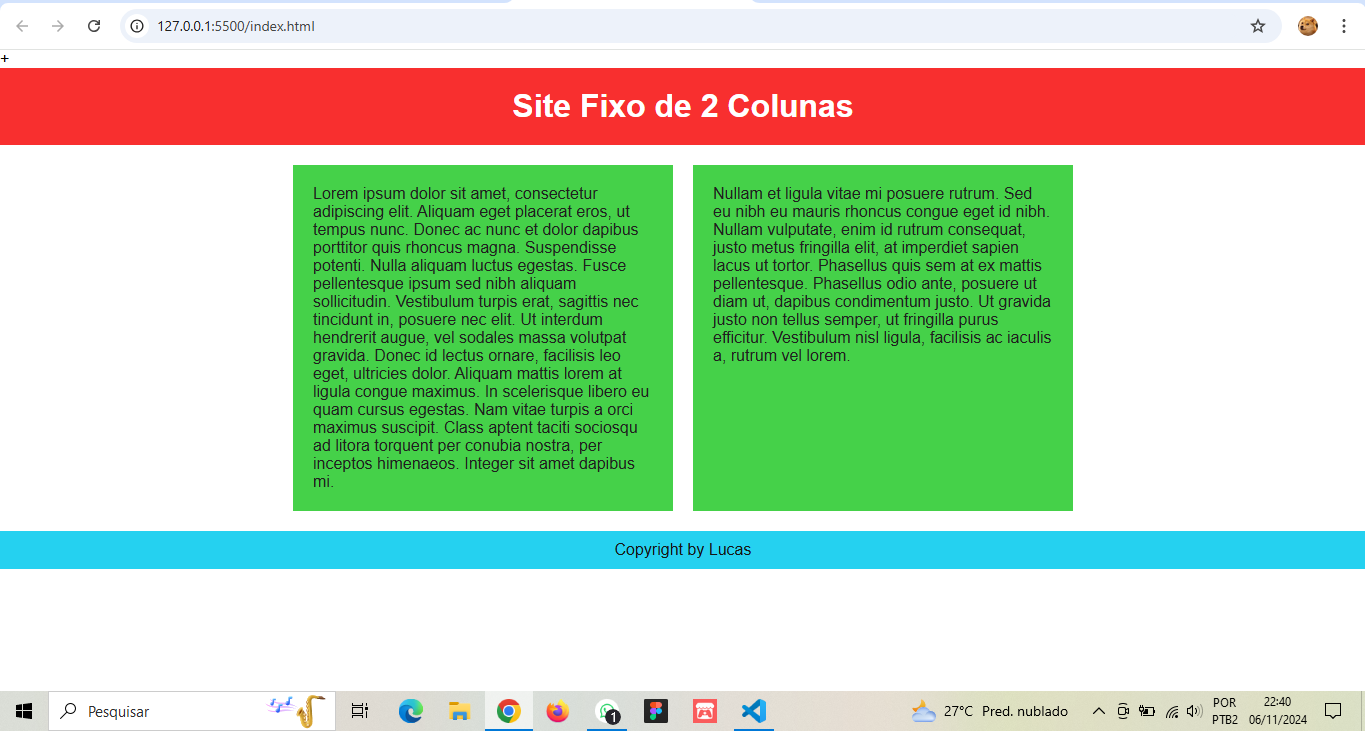 127.0.0.1:5500/index.html
+
Site Fixo de 2 Colunas
Lorem ipsum dolor sit amet, consectetur
adipiscing elit. Aliquam eget placerat eros, ut
tempus nunc. Donec ac nunc et dolor dapibus
porttitor quis rhoncus magna. Suspendisse
potenti. Nulla aliquam luctus egestas. Fusce
pellentesque ipsum sed nibh aliquam
sollicitudin. Vestibulum turpis erat, sagittis nec
tincidunt in, posuere nec elit. Ut interdum
hendrerit augue, vel sodales massa volutpat
gravida. Donec id lectus ornare, facilisis leo
eget, ultricies dolor. Aliquam mattis lorem at
ligula congue maximus. In scelerisque libero eu
quam cursus egestas. Nam vitae turpis a orci
maximus suscipit. Class aptent taciti sociosqu
ad litora torquent per conubia nostra, per
inceptos himenaeos. Integer sit amet dapibus
mi.
Nullam et ligula vitae mi posuere rutrum. Sed
eu nibh eu mauris rhoncus congue eget id nibh.
Nullam vulputate, enim id rutrum consequat,
justo metus fringilla elit, at imperdiet sapien
lacus ut tortor. Phasellus quis sem at ex mattis
pellentesque. Phasellus odio ante, posuere ut
diam ut, dapibus condimentum justo. Ut gravida
justo non tellus semper, ut fringilla purus
efficitur. Vestibulum nisl ligula, facilisis ac iaculis
a, rutrum vel lorem.
Copyright by Lucas
Pesquisar
1
27°C Pred. nublado
POR
PTB2
22:40
06/11/2024